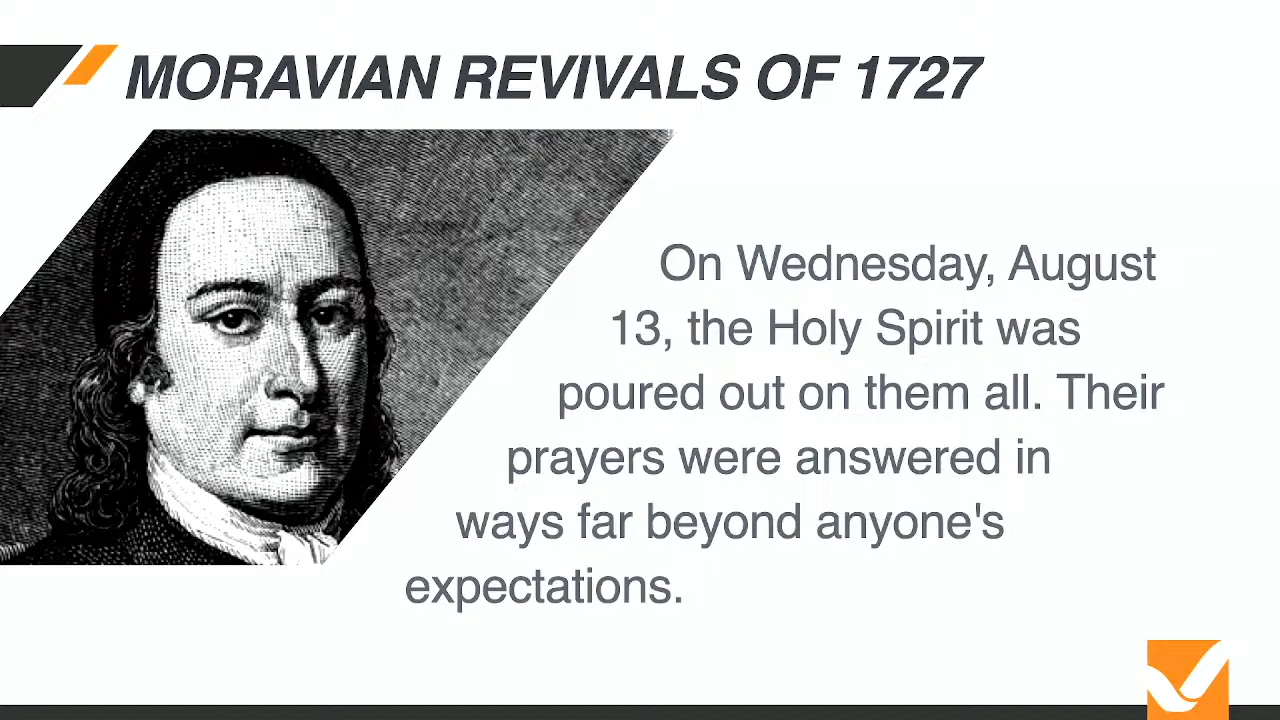 MORAVIAN REVIVALS OF 1727
On Wednesday, August
13, the Holy Spirit was
poured out on them all. Their
prayers were answered in
ways far beyond anyone's
expectations.